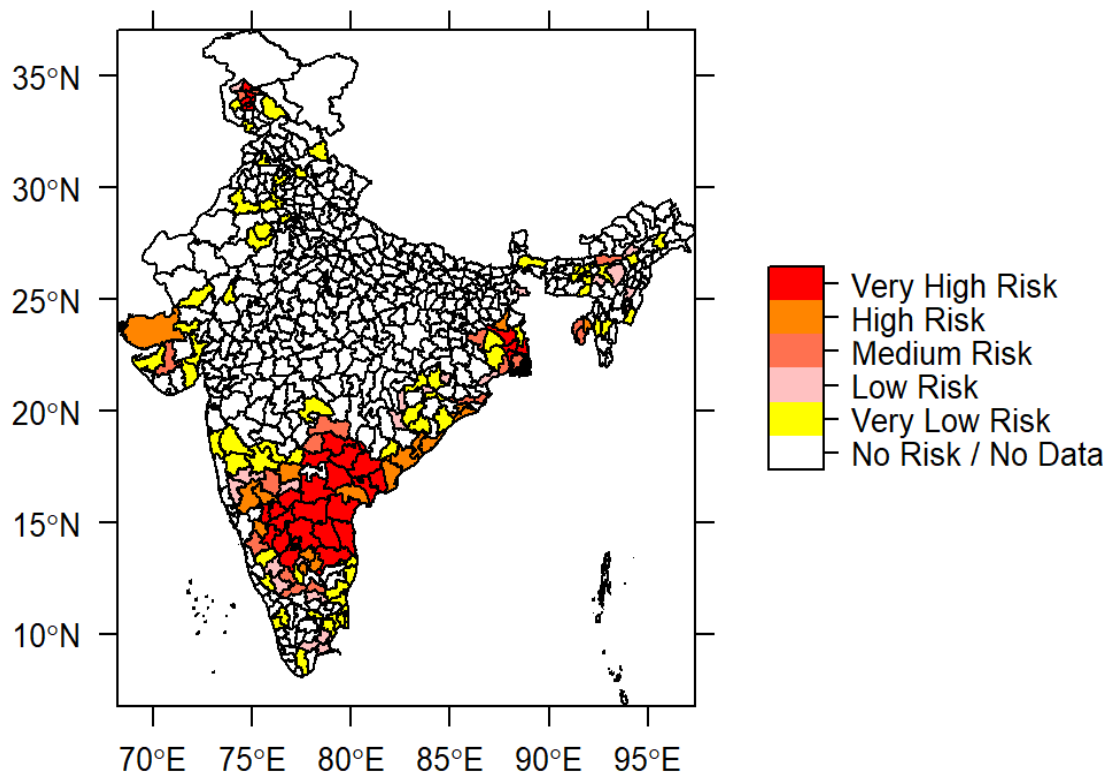 35°N
30°N
25°N
20°N
15°N
10°N
70°E 75°E 80°E 85°E 90°E 95°E
Very High Risk
High Risk
Medium Risk
Low Risk
Very Low Risk
No Risk / No Data